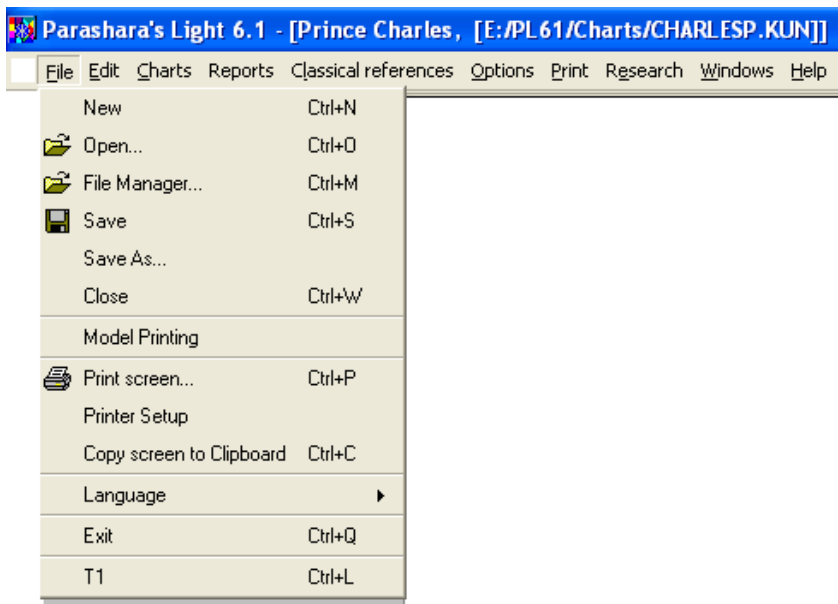 Parashara's Light 6.1 - [Prince Charles, [E:/PL61/Charts/CHARLESP.KUN]]
File Edit Charts Reports Classical references Options Print Research Windows Help
New Ctrl+N
Open... Ctrl+O
File Manager... Ctrl+M
Save Ctrl+S
Save As...
Close Ctrl+W
Model Printing
Print screen... Ctrl+P
Printer Setup
Copy screen to Clipboard Ctrl+C
Language
Exit Ctrl+Q
T1 Ctrl+L